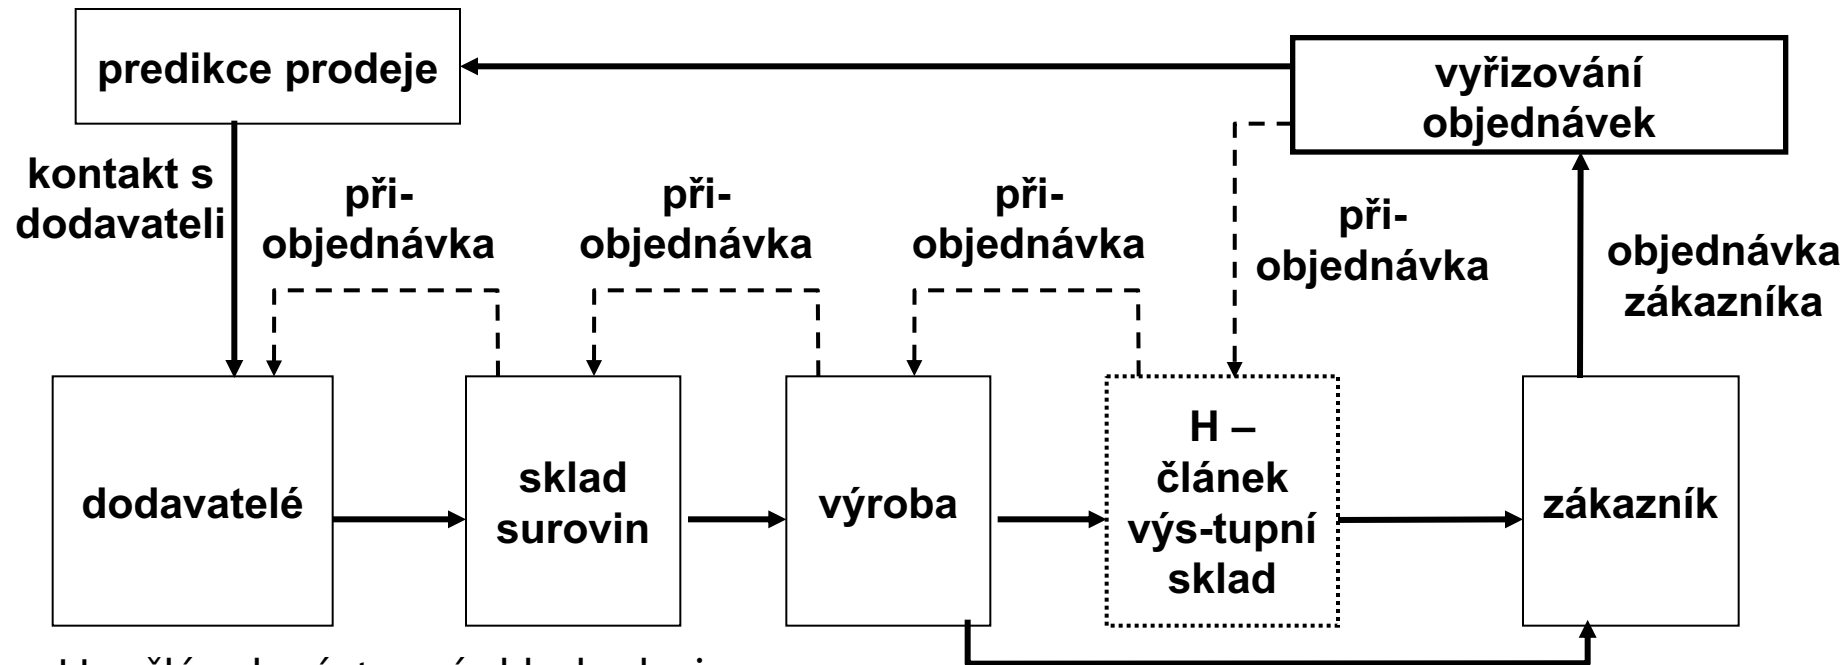 predikce prodeje
vyřizování
objednávek
kontakt s
dodavateli
při-
objednávka
při-
objednávka
při-
objednávka
při-
objednávka
objednávka
zákazníka
dodavatelé
sklad
surovin
výroba
H –
článek
výs-tupní
sklad
zákazník